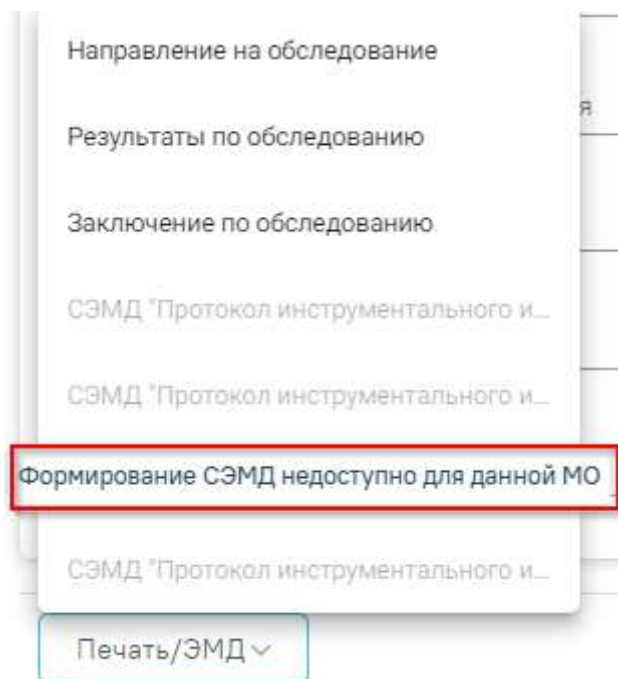 Направление на обследование
я
Результаты по обследованию
Заключение по обследованию
СЭМД "Протокол инструментального и...
СЭМД "Протокол инструментального и...
Формирование СЭМД недоступно для данной МО
СЭМД "Протокол инструментального и...
Печать/ЭМД